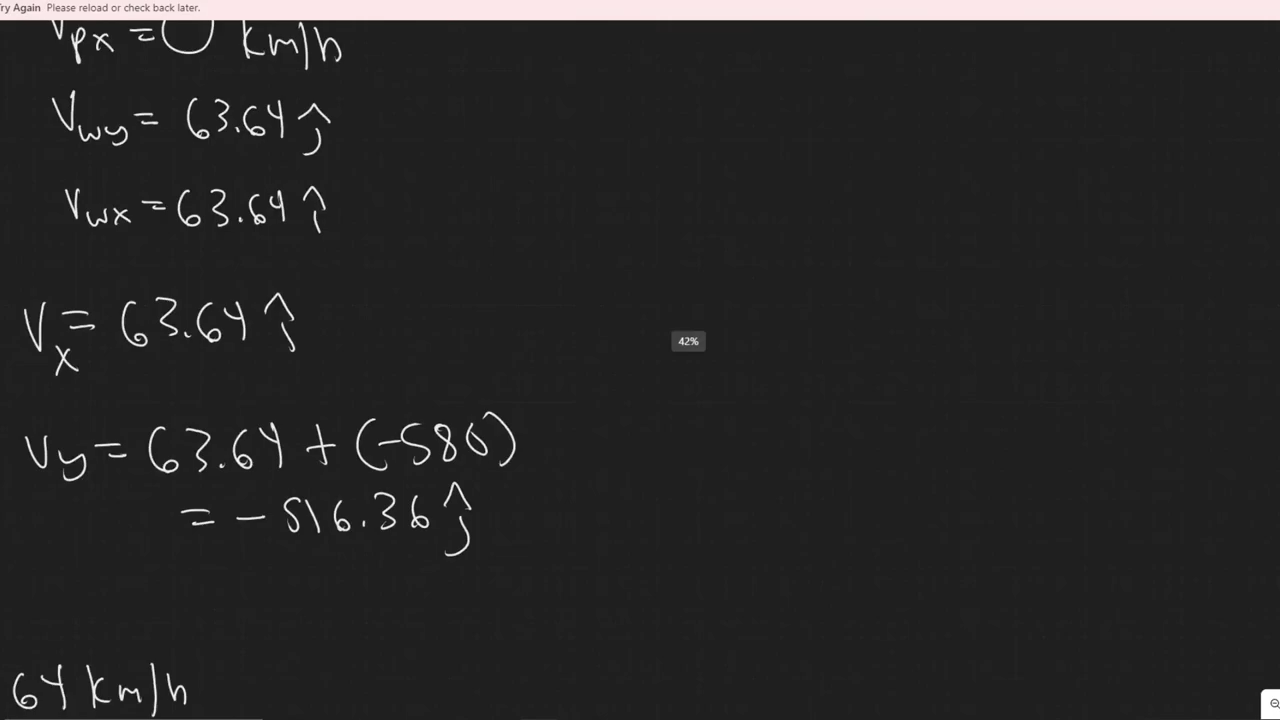 Try Again Please reload or check back later.
Vpx = 0 km/h
Vwy = 63.64 ĵ
Vwx = 63.64 î
42%
Vx = 63.64 î
Vy = 63.64 + (-580)
= -516.36 ĵ
64 km/h